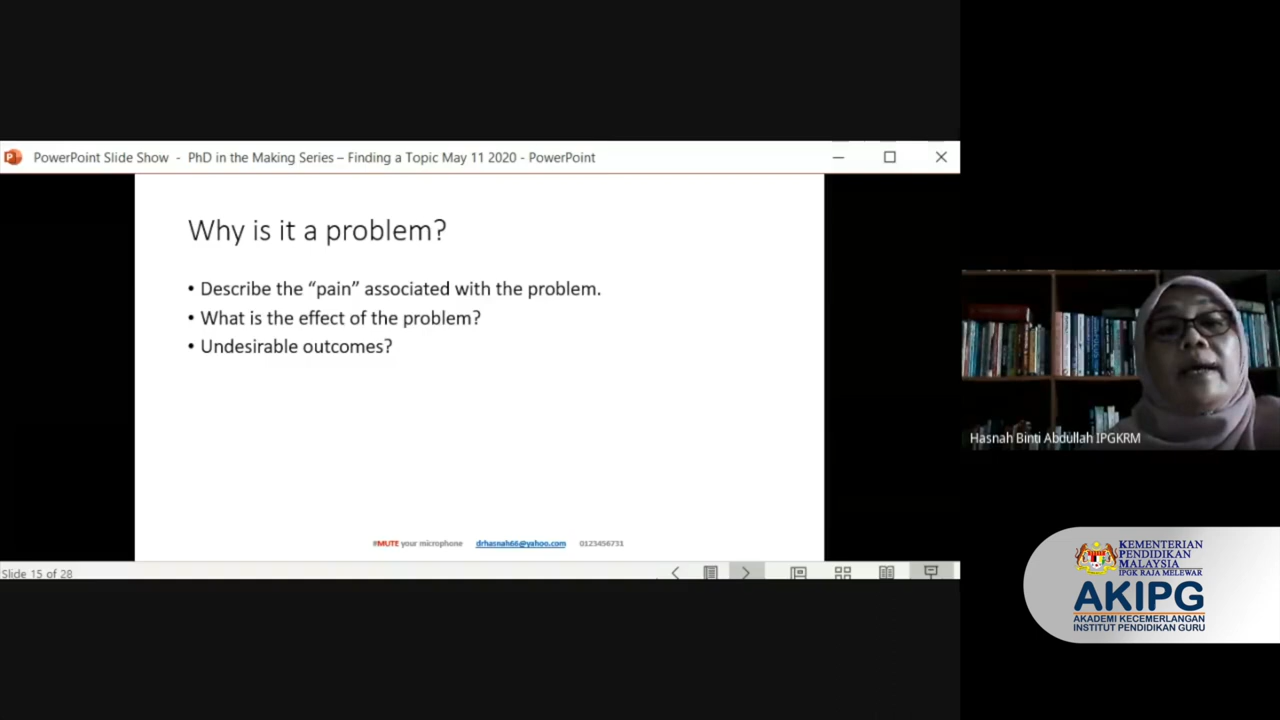 PowerPoint Slide Show - PhD in the Making Series – Finding a Topic May 11 2020 - PowerPoint
Why is it a problem?
• Describe the “pain” associated with the problem.
• What is the effect of the problem?
• Undesirable outcomes?
#MUTE your microphone drhasnah66@yahoo.com 0123456731
Slide 15 of 28
Hasnah Binti Abdullah IPGKRM
KEMENTERIAN
PENDIDIKAN
MALAYSIA
IPGK RAJA MELEWAR
AKIPG
AKADEMI KECEMERLANGAN
INSTITUT PENDIDIKAN GURU